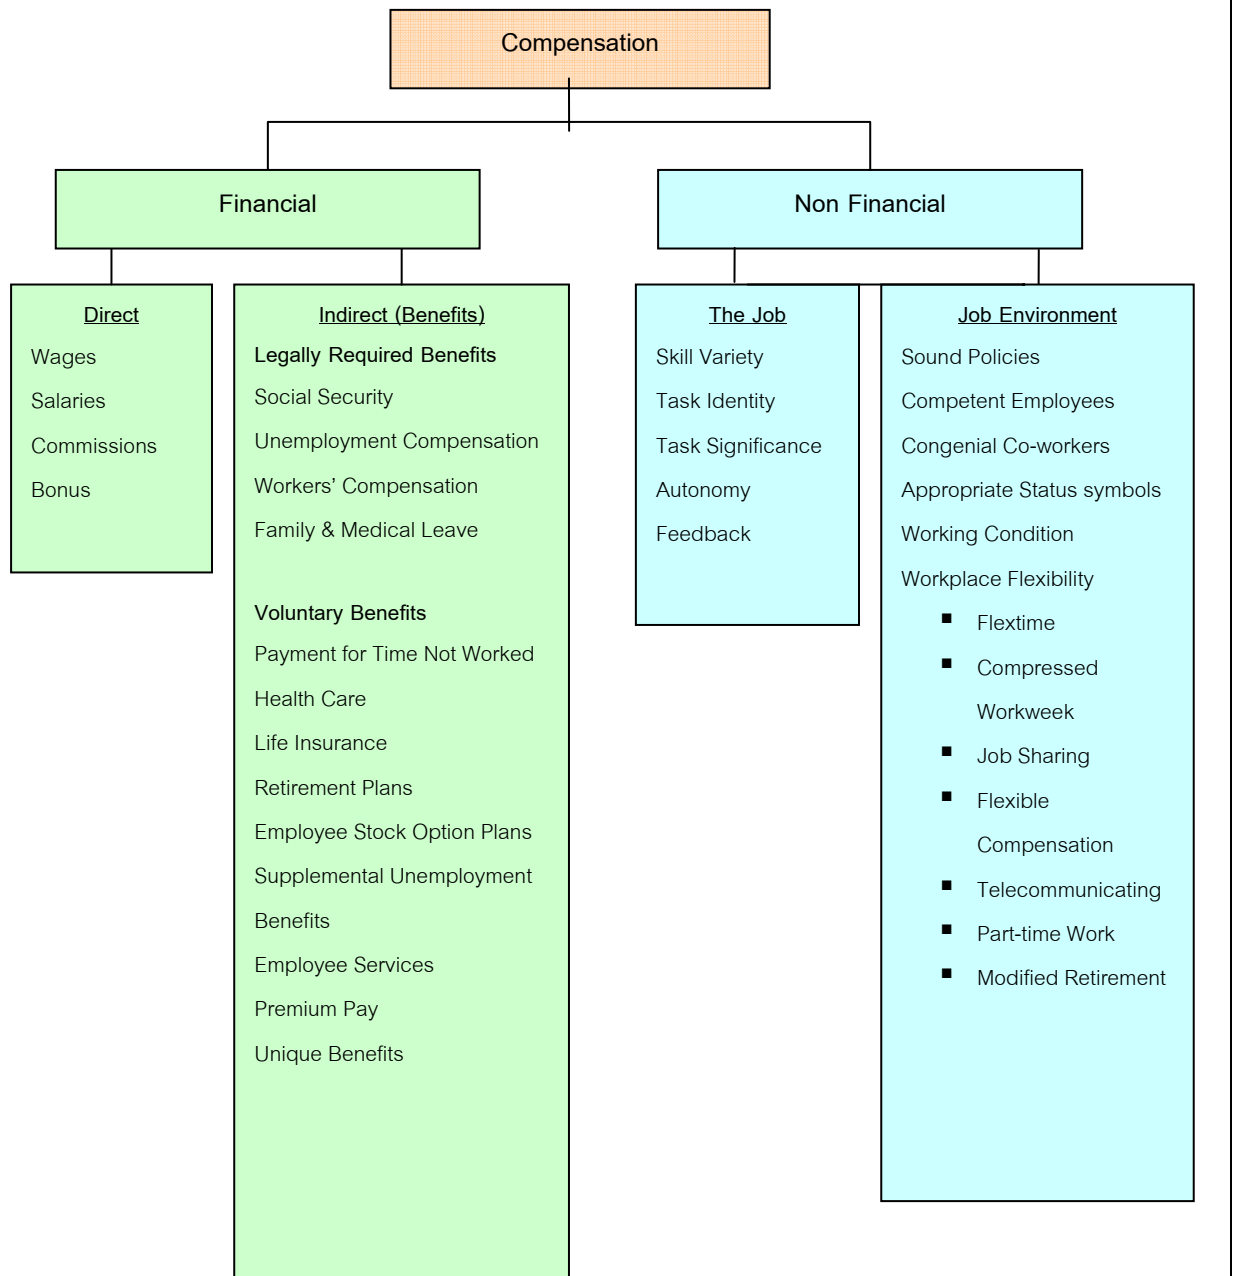 Compensation
Financial
Non Financial
Direct
Wages
Salaries
Commissions
Bonus
Indirect (Benefits)
Legally Required Benefits
Social Security
Unemployment Compensation
Workers’ Compensation
Family & Medical Leave
Voluntary Benefits
Payment for Time Not Worked
Health Care
Life Insurance
Retirement Plans
Employee Stock Option Plans
Supplemental Unemployment
Benefits
Employee Services
Premium Pay
Unique Benefits
The Job
Skill Variety
Task Identity
Task Significance
Autonomy
Feedback
Job Environment
Sound Policies
Competent Employees
Congenial Co-workers
Appropriate Status symbols
Working Condition
Workplace Flexibility
▪ Flextime
▪ Compressed
Workweek
▪ Job Sharing
▪ Flexible
Compensation
▪ Telecommunicating
▪ Part-time Work
▪ Modified Retirement